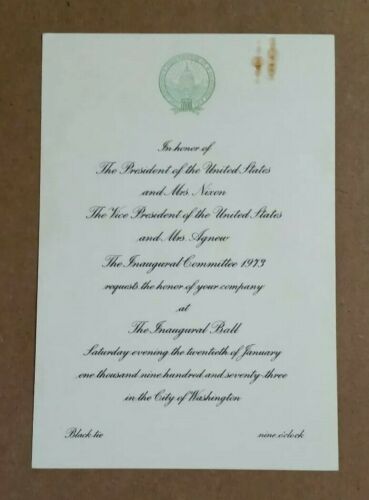 In honor of
The President of the United States
and Mrs. Nixon
The Vice President of the United States
and Mrs. Agnew
The Inaugural Committee 1973
requests the honor of your company
at
The Inaugural Ball
Saturday evening the twentieth of January
one thousand nine hundred and seventy-three
in the City of Washington
Black tie
nine o'clock